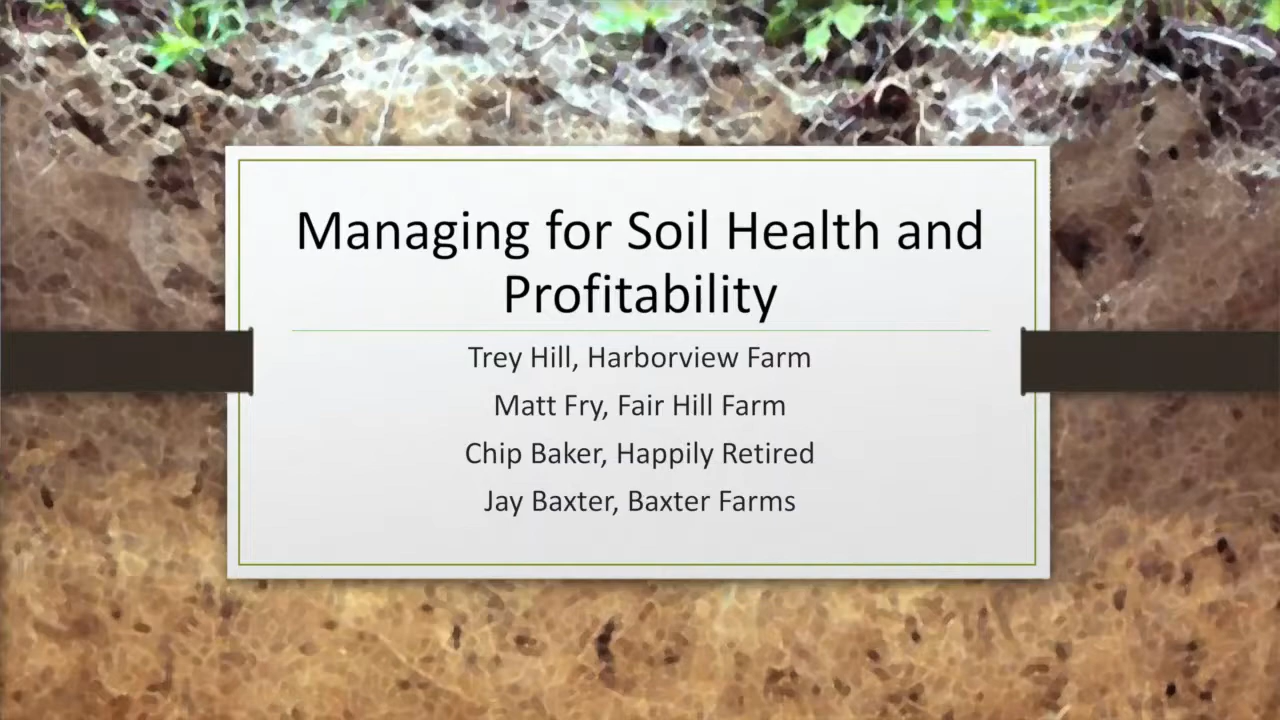 Managing for Soil Health and
Profitability
Trey Hill, Harborview Farm
Matt Fry, Fair Hill Farm
Chip Baker, Happily Retired
Jay Baxter, Baxter Farms